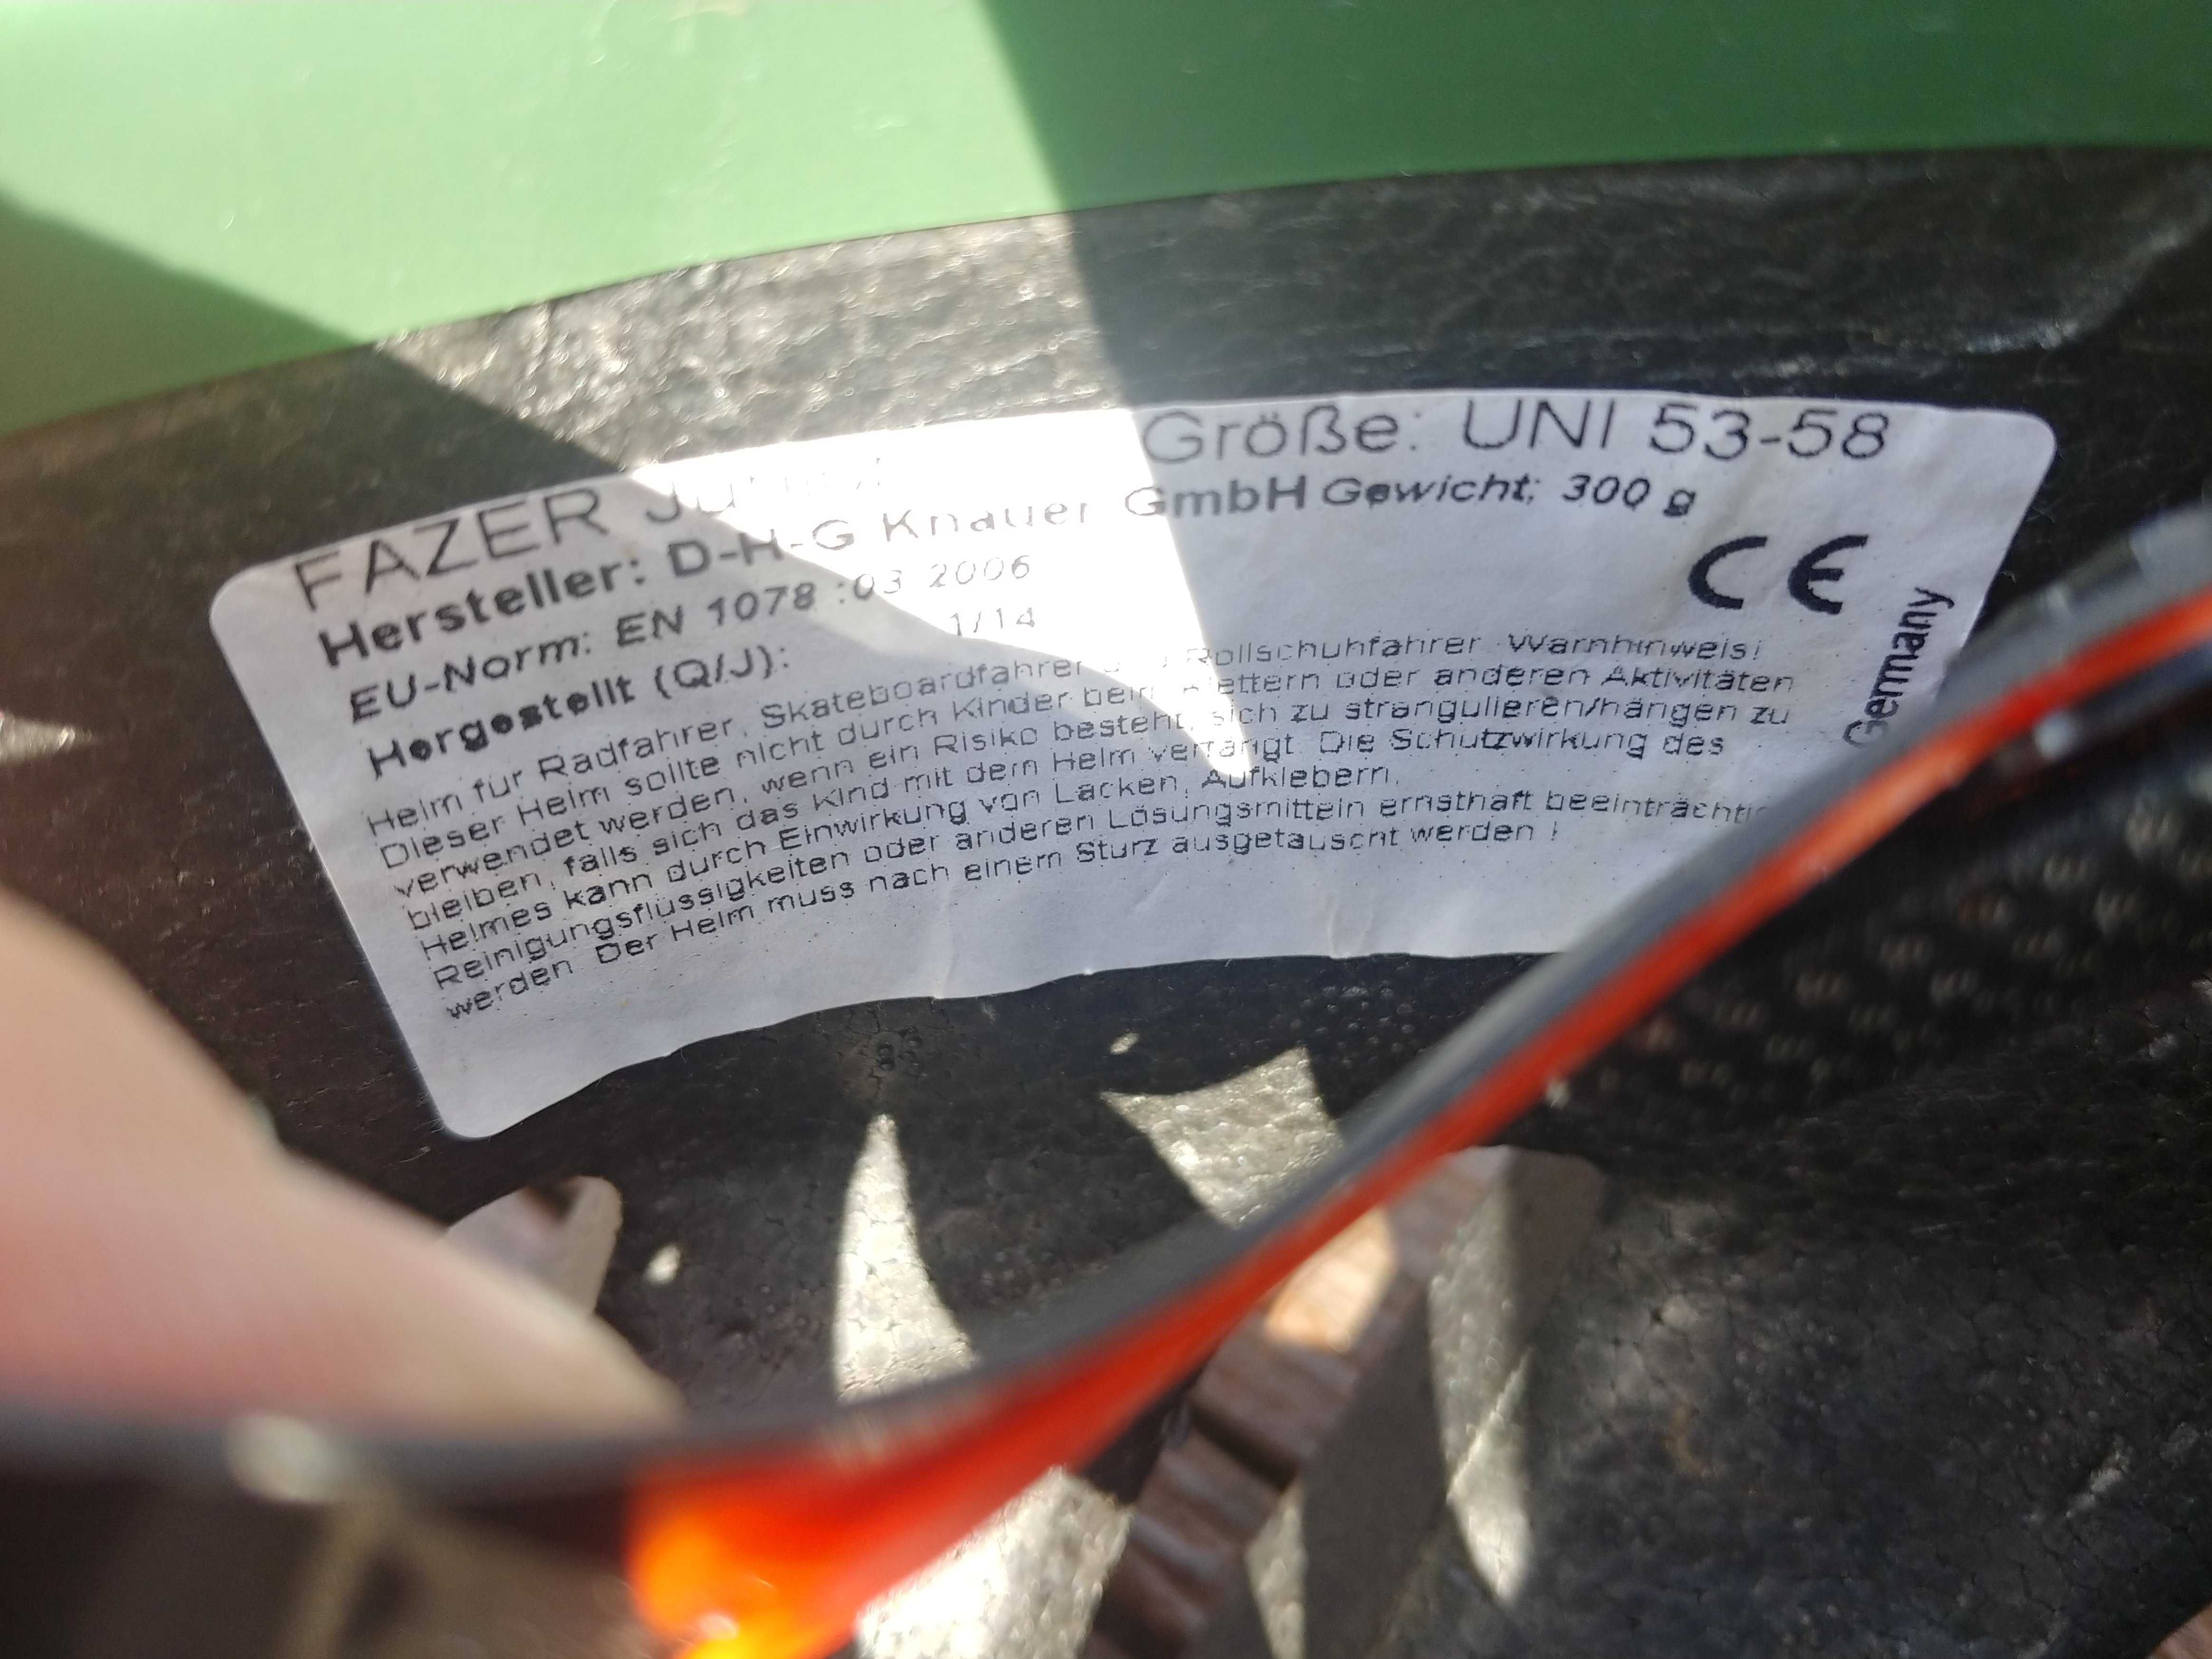 FAZER Junior Größe: UNI 53-58
Hersteller: D-H-G Knauer GmbH Gewicht: 300 g
EU-Norm: EN 1078 :03 2006
Hergestellt (Q/J): 1/14
CE
Helm für Radfahrer, Skateboardfahrer Rollschuhfahrer Warnhinweis!
Dieser Helm sollte nicht durch Kinder beim Klettern oder anderen Aktivitäten
verwendet werden, wenn ein Risiko besteht, sich zu strangulieren/hängen zu
bleiben, falls sich das Kind mit dem Helm verfängt. Die Schutzwirkung des
Helmes kann durch Einwirkung von Lacken, Aufklebern,
Reinigungsflüssigkeiten oder anderen Lösungsmitteln ernsthaft
werden. Der Helm muss nach einem Sturz ausgetauscht werden !
Germany